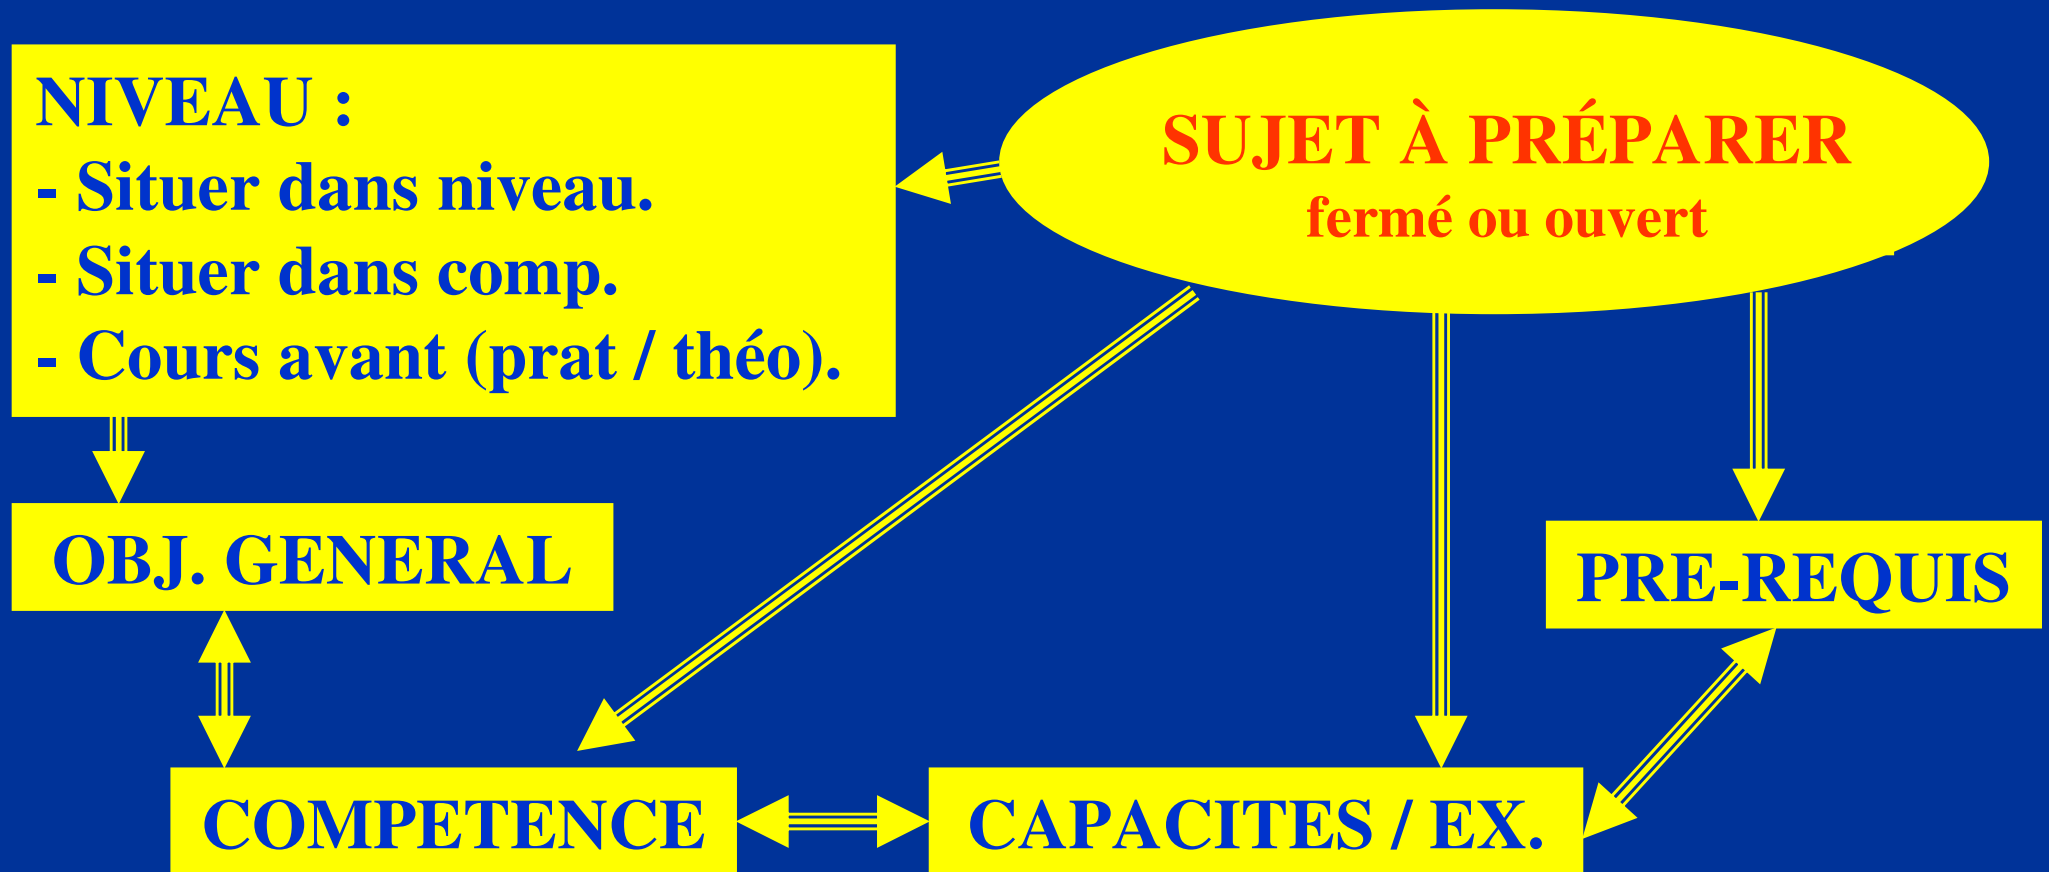 NIVEAU :
- Situer dans niveau.
- Situer dans comp.
- Cours avant (prat / théo).
SUJET À PRÉPARER
fermé ou ouvert
OBJ. GENERAL
PRE-REQUIS
COMPETENCE
CAPACITES / EX.